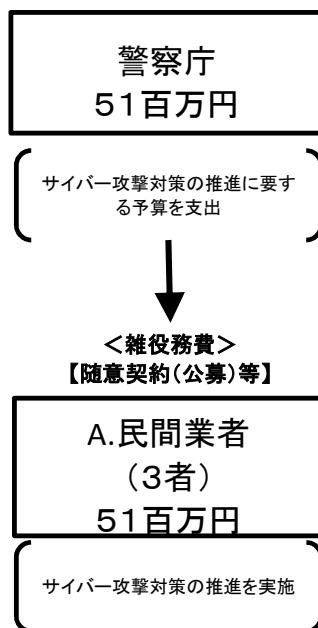 警察庁
51百万円
サイバー攻撃対策の推進に要す
る予算を支出
＜雑役務費＞
【随意契約（公募）等】
A.民間業者
（3者）
51百万円
サイバー攻撃対策の推進を実施